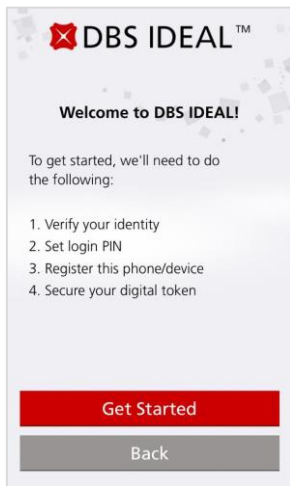 DBS IDEAL™
Welcome to DBS IDEAL!
To get started, we'll need to do
the following:
1. Verify your identity
2. Set login PIN
3. Register this phone/device
4. Secure your digital token
Get Started
Back